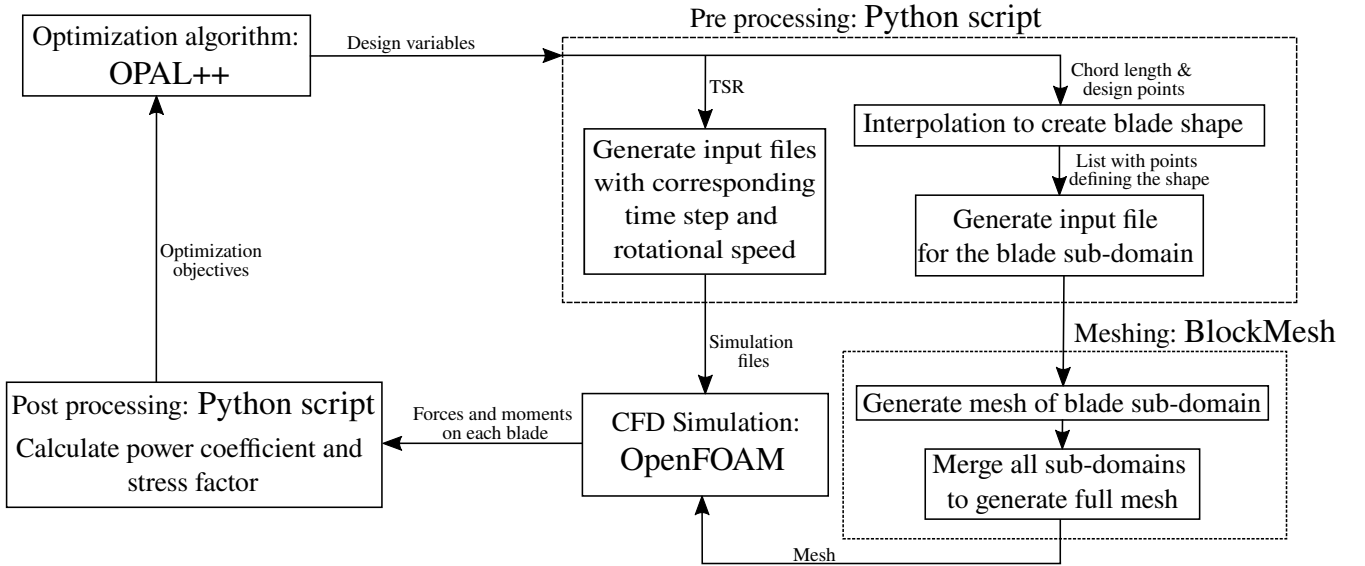 Optimization algorithm:
OPAL++
Design variables
Pre processing: Python script
TSR
Chord length &
design points
Generate input files
with corresponding
time step and
rotational speed
Interpolation to create blade shape
List with points
defining the shape
Generate input file
for the blade sub-domain
Optimization
objectives
Simulation
files
Meshing: BlockMesh
Generate mesh of blade sub-domain
Merge all sub-domains
to generate full mesh
Mesh
CFD Simulation:
OpenFOAM
Forces and moments
on each blade
Post processing: Python script
Calculate power coefficient and
stress factor